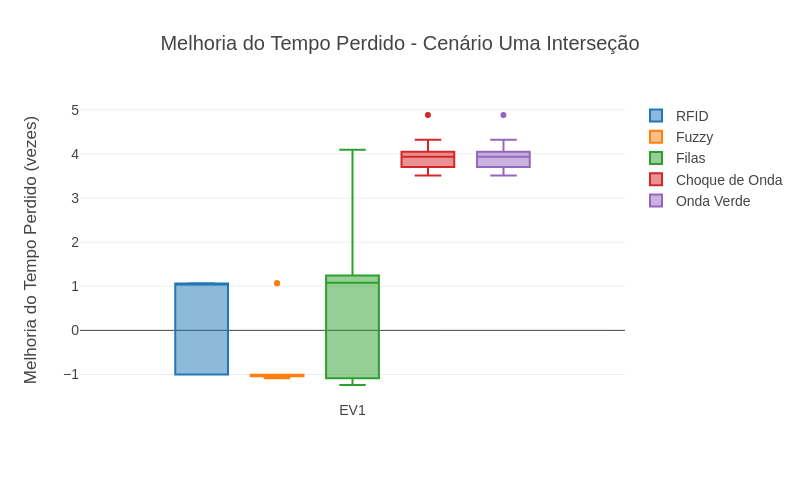 Melhoria do Tempo Perdido - Cenário Uma Interseção
Melhoria do Tempo Perdido (vezes)
5
4
3
2
1
0
−1
EV1
RFID
Fuzzy
Filas
Choque de Onda
Onda Verde